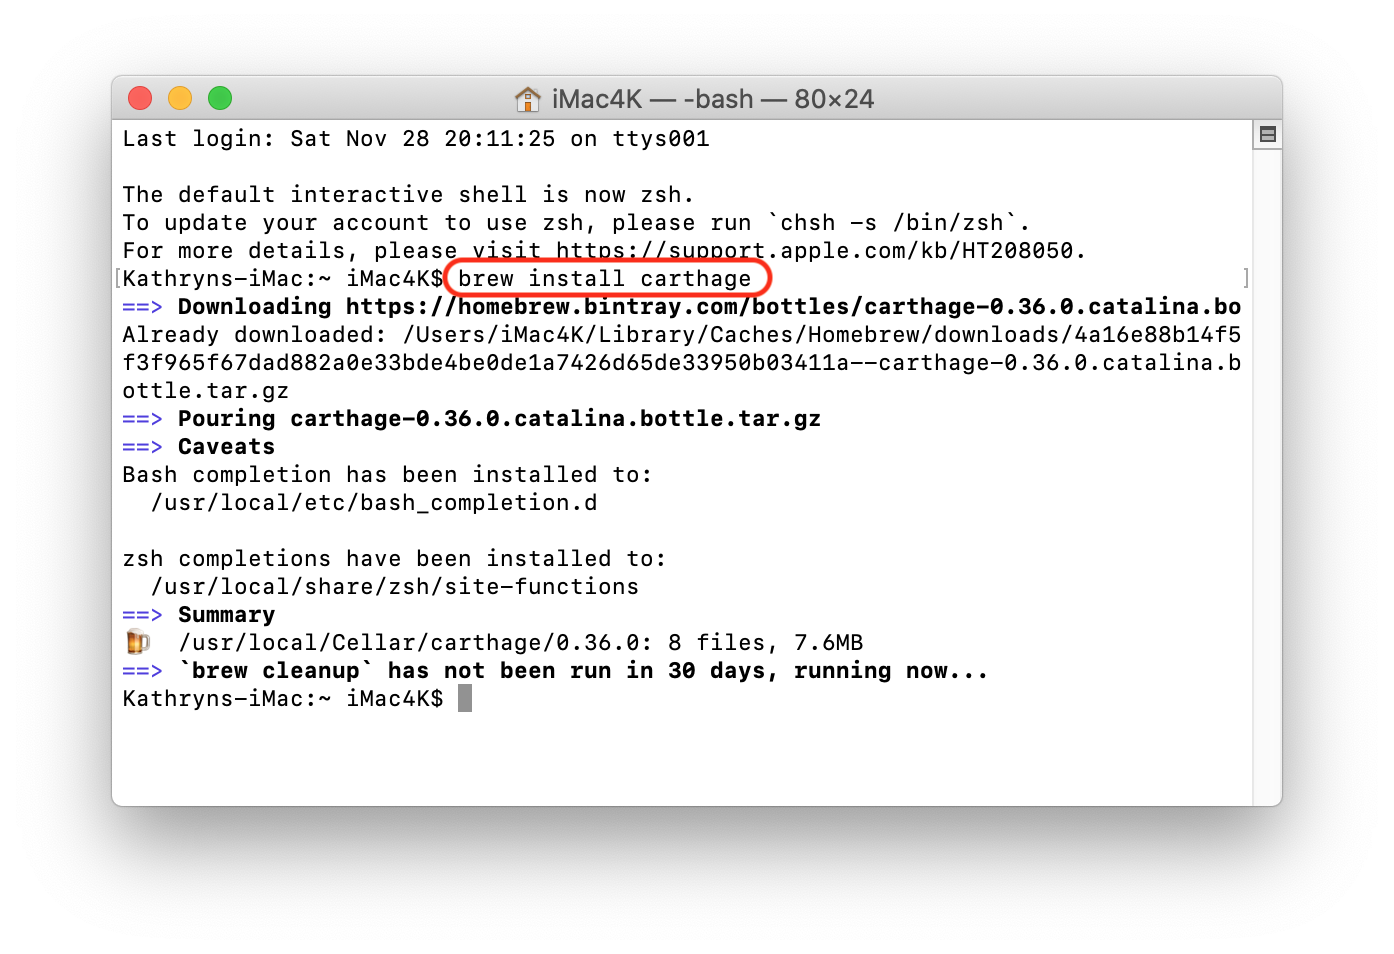 iMac4K — -bash — 80×24
Last login: Sat Nov 28 20:11:25 on ttys001
The default interactive shell is now zsh.
To update your account to use zsh, please run `chsh -s /bin/zsh`.
For more details, please visit https://support.apple.com/kb/HT208050.
[Kathryns-iMac:~ iMac4K$ brew install carthage ]
==> Downloading https://homebrew.bintray.com/bottles/carthage-0.36.0.catalina.bo
Already downloaded: /Users/iMac4K/Library/Caches/Homebrew/downloads/4a16e88b14f5
f3f965f67dad882a0e33bde4be0de1a7426d65de33950b03411a--carthage-0.36.0.catalina.b
ottle.tar.gz
==> Pouring carthage-0.36.0.catalina.bottle.tar.gz
==> Caveats
Bash completion has been installed to:
  /usr/local/etc/bash_completion.d
zsh completions have been installed to:
  /usr/local/share/zsh/site-functions
==> Summary
🍺  /usr/local/Cellar/carthage/0.36.0: 8 files, 7.6MB
==> `brew cleanup` has not been run in 30 days, running now...
Kathryns-iMac:~ iMac4K$